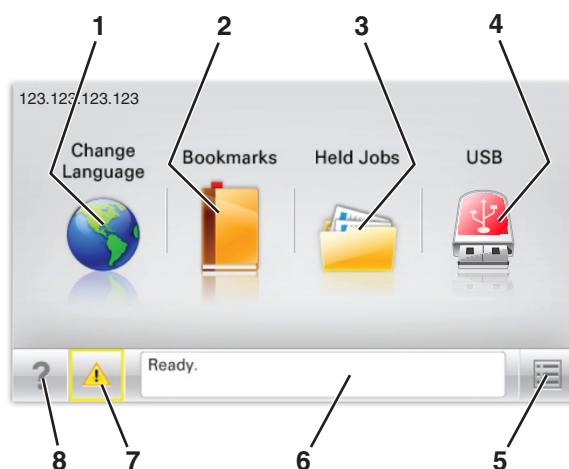 1 2 3 4
123.123.123.123
Change
Language
Bookmarks
Held Jobs
USB
? Ready.
8 7 6 5